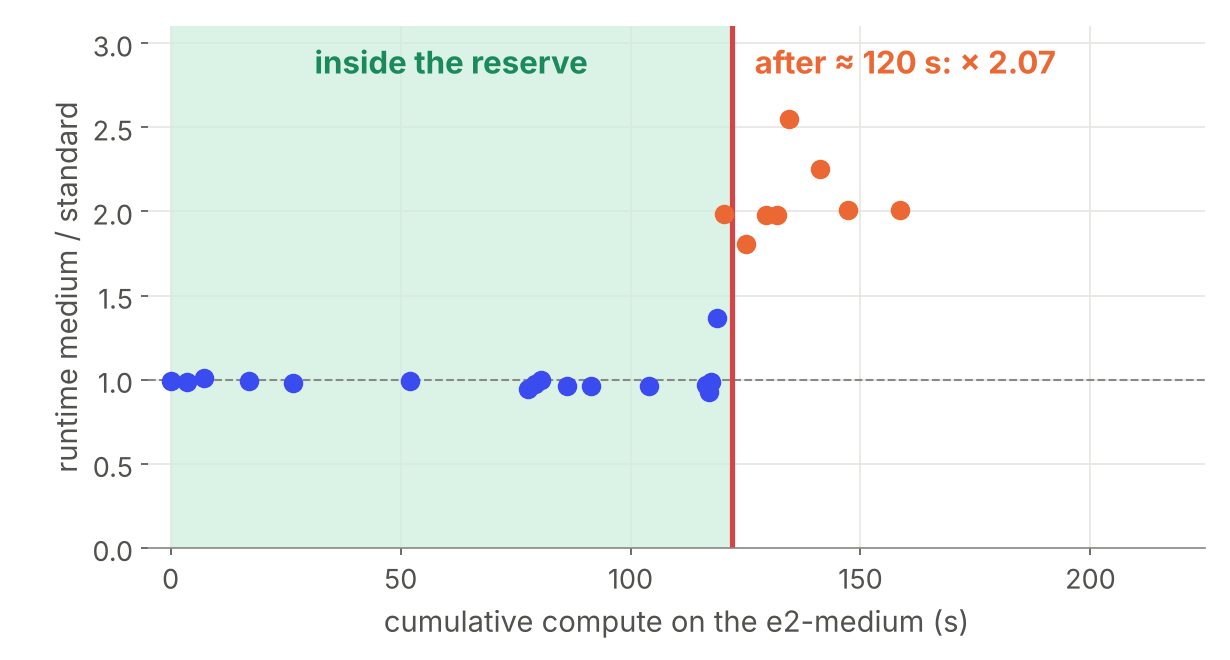 inside the reserve
after ≈ 120 s: × 2.07
runtime medium / standard
3.0
2.5
2.0
1.5
1.0
0.5
0.0
0 50 100 150 200
cumulative compute on the e2-medium (s)